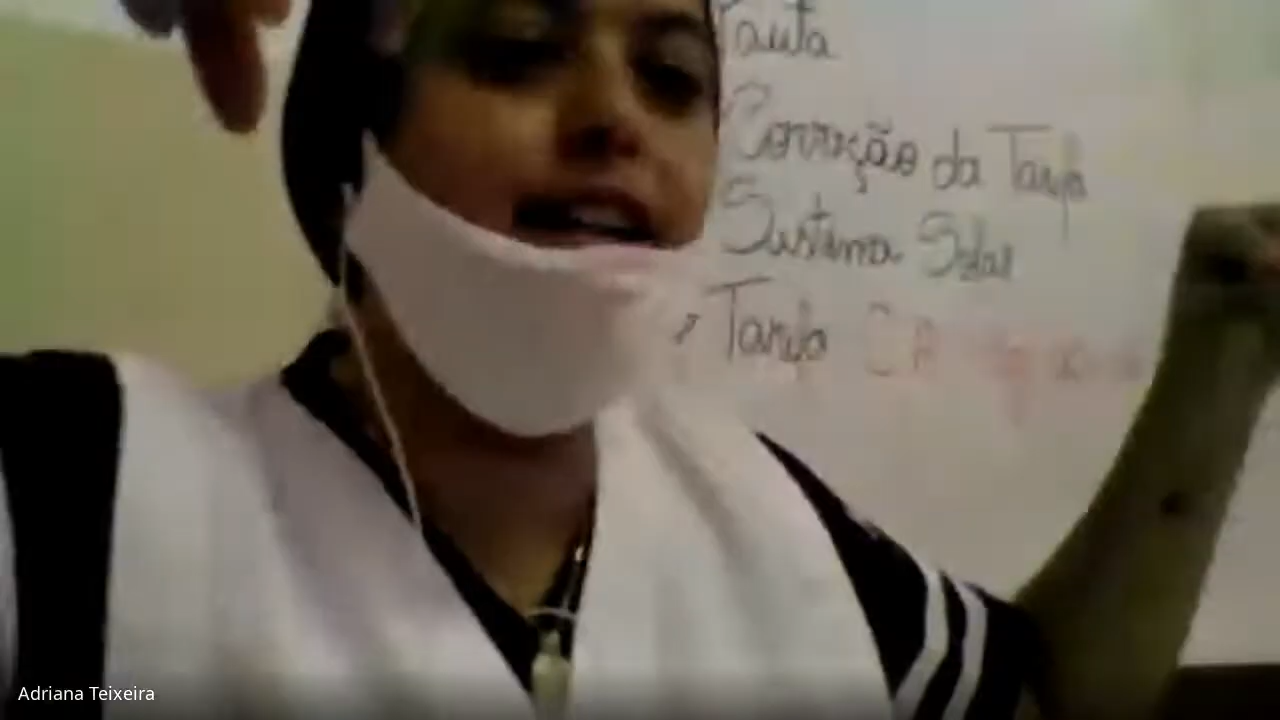 Pauta
Correção da Tarefa
Sistema Solar
Tarefa
Adriana Teixeira